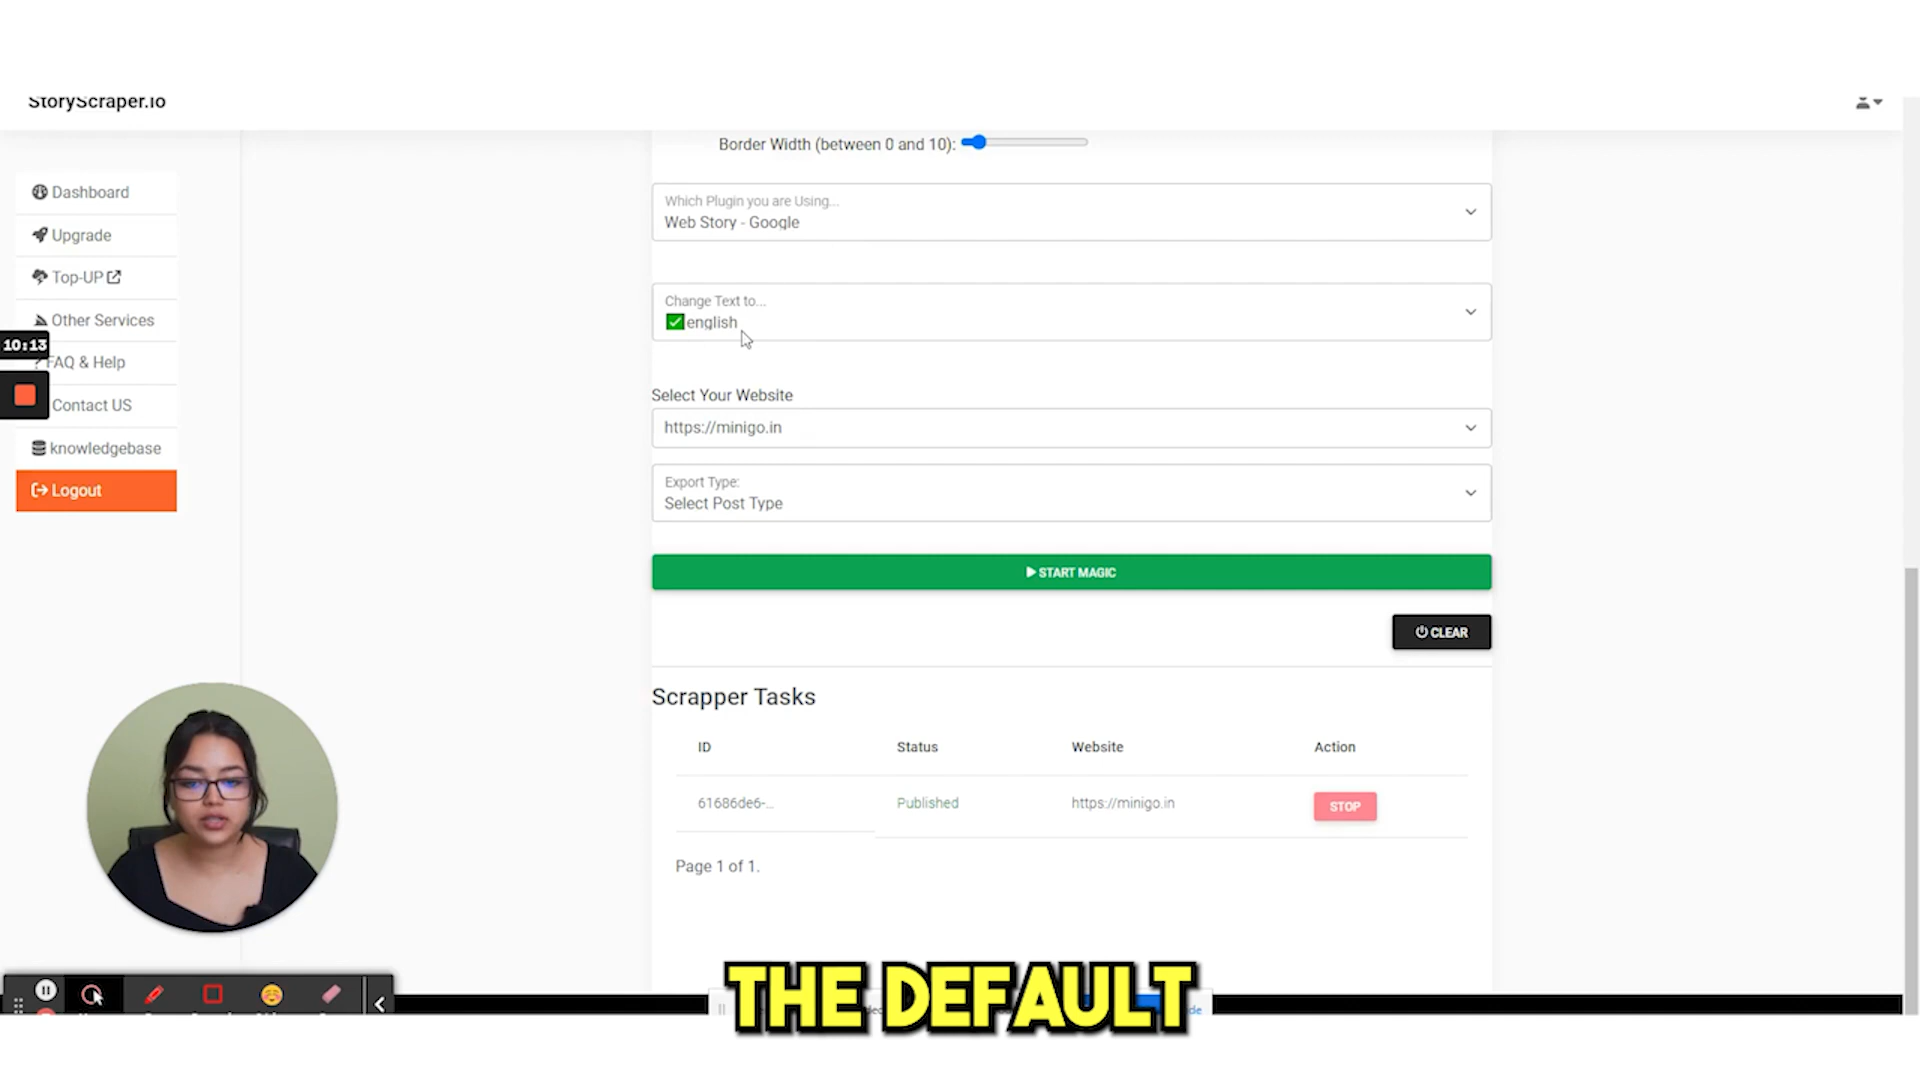 StoryScraper.io
Border Width (between 0 and 10):
Dashboard
Upgrade
Top-UP
Other Services
10:13
FAQ & Help
Contact US
knowledgebase
Logout
Which Plugin you are Using...
Web Story - Google
Change Text to...
✅english
Select Your Website
https://minigo.in
Export Type:
Select Post Type
START MAGIC
CLEAR
Scrapper Tasks
ID Status Website Action
61686de6-... Published https://minigo.in STOP
Page 1 of 1.
THE DEFAULT